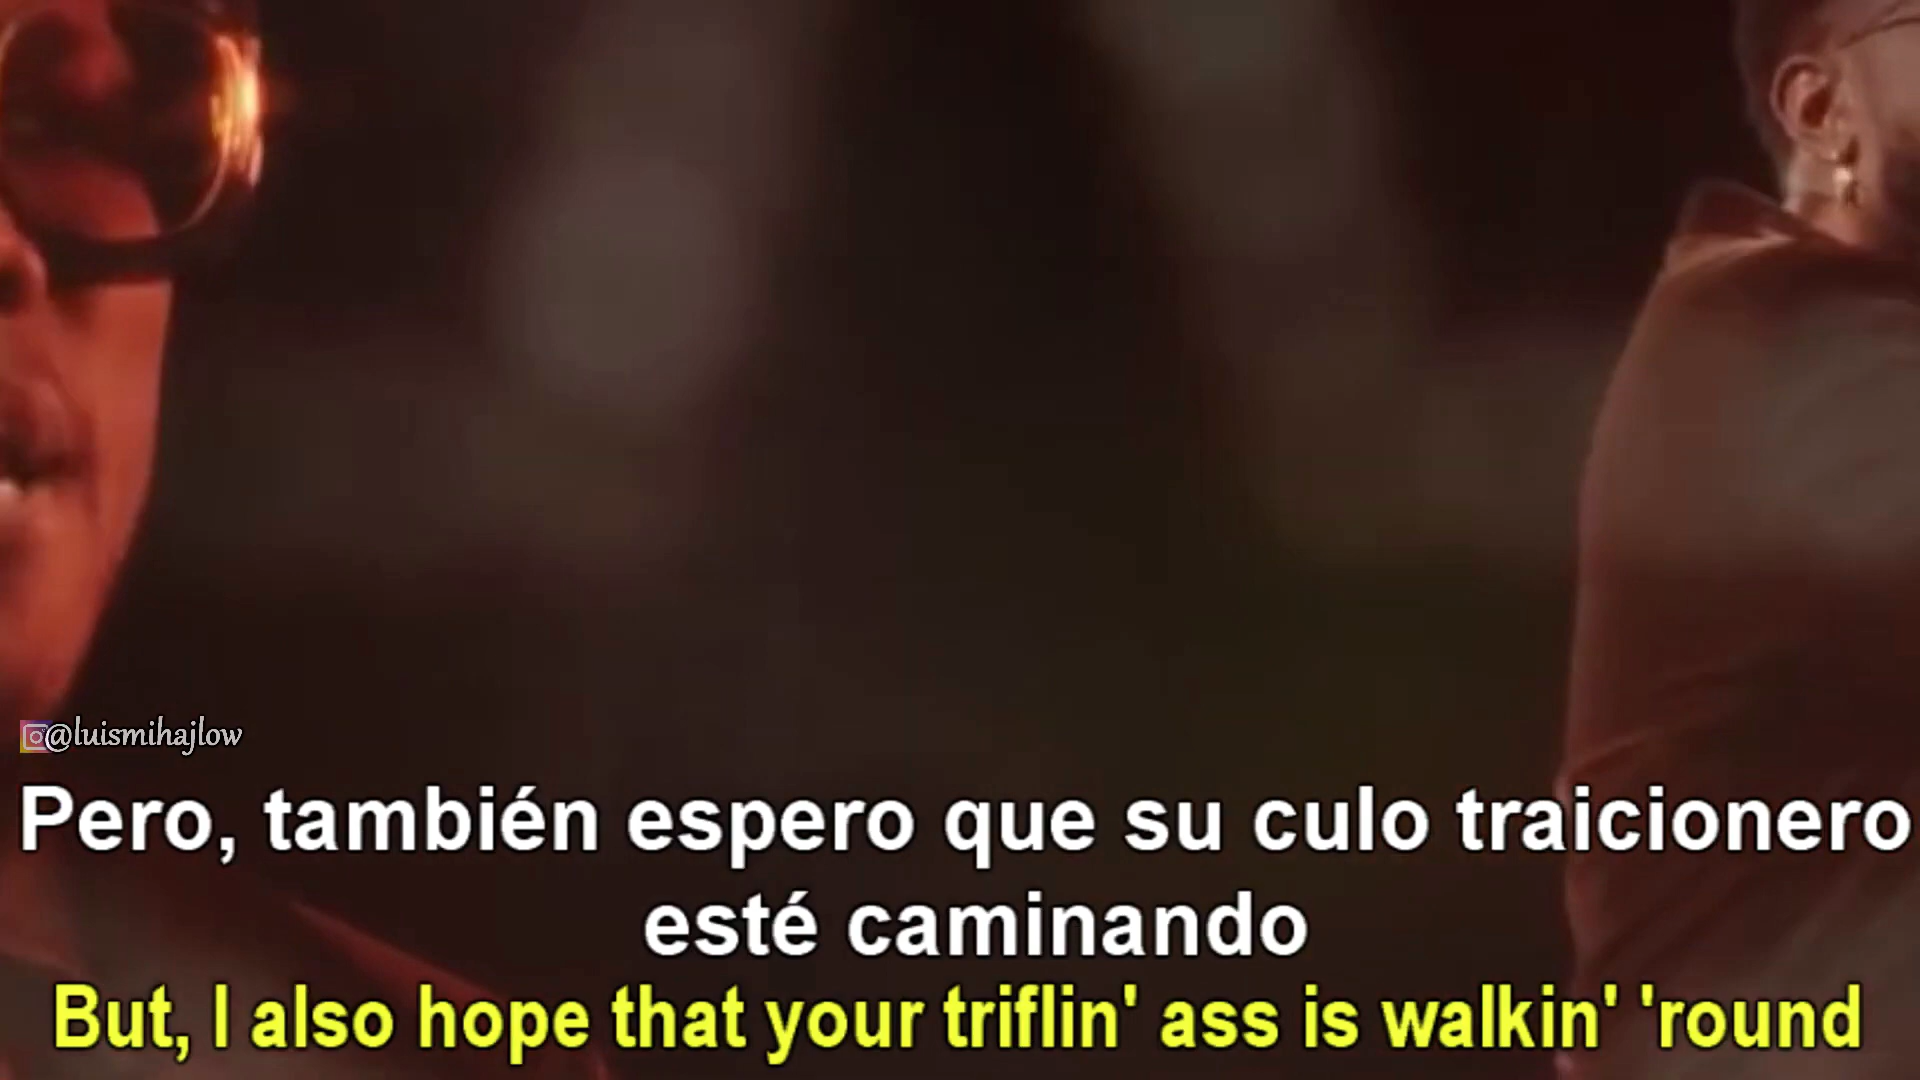 @luismihajlow
Pero, también espero que su culo traicionero
esté caminando
But, I also hope that your triflin' ass is walkin' 'round